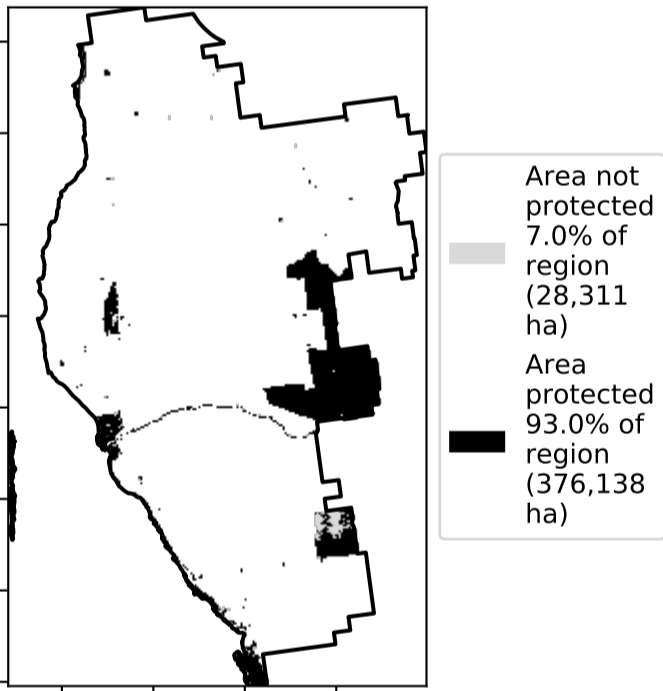 Area not
protected
7.0% of
region
(28,311
ha)
Area
protected
93.0% of
region
(376,138
ha)